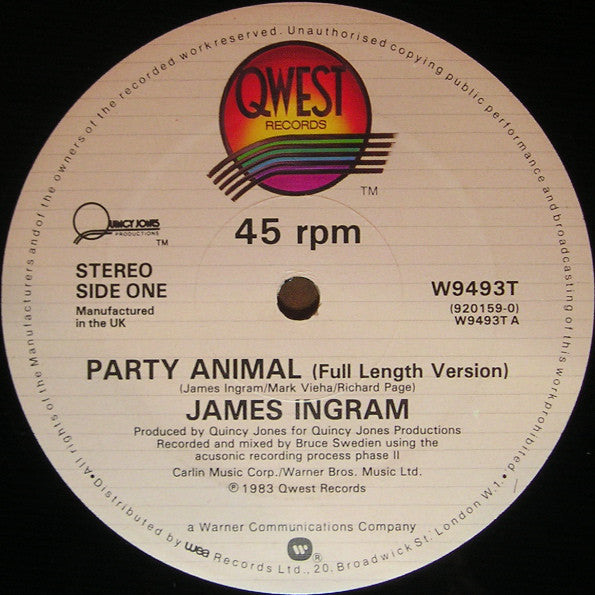 All rights of the Manufacturers and of the owners of the recorded work reserved. Unauthorised copying public performance and broadcasting of this work prohibited.
QWEST
RECORDS
TM
QUINCY JONES
PRODUCTIONS
TM
45 rpm
STEREO
SIDE ONE
Manufactured
in the UK
W9493T
(920159-0)
W9493T A
PARTY ANIMAL (Full Length Version)
(James Ingram/Mark Vieha/Richard Page)
JAMES INGRAM
Produced by Quincy Jones for Quincy Jones Productions
Recorded and mixed by Bruce Swedien using the
acusonic recording process phase II
Carlin Music Corp./Warner Bros. Music Ltd.
℗ 1983 Qwest Records
a Warner Communications Company
W ®
• Distributed by wea Records Ltd., 20, Broadwick St. London W.1. •